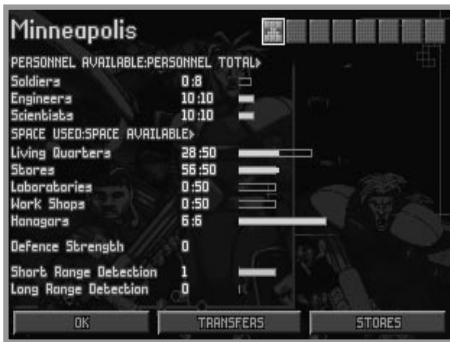 Minneapolis
PERSONNEL AVAILABLE:PERSONNEL TOTAL>
Soldiers 0:8
Engineers 10:10
Scientists 10:10
SPACE USED:SPACE AVAILABLE>
Living Quarters 28:50
Stores 56:50
Laboratories 0:50
Work Shops 0:50
Hanagars 6:6
Defence Strength 0
Short Range Detection 1
Long Range Detection 0
OK TRANSFERS STORES